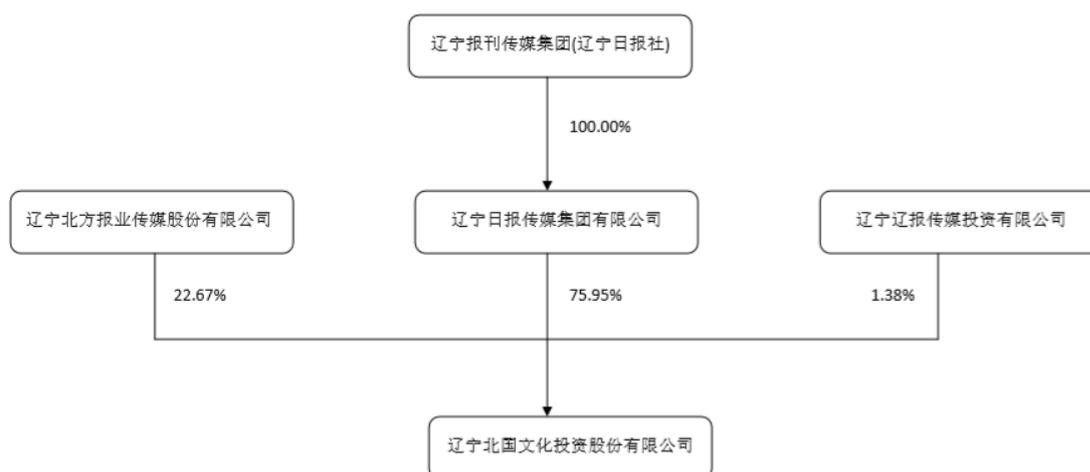 辽宁报刊传媒集团(辽宁日报社)
100.00%
辽宁北方报业传媒股份有限公司
辽宁日报传媒集团有限公司
辽宁辽报传媒投资有限公司
22.67%
75.95%
1.38%
辽宁北国文化投资股份有限公司